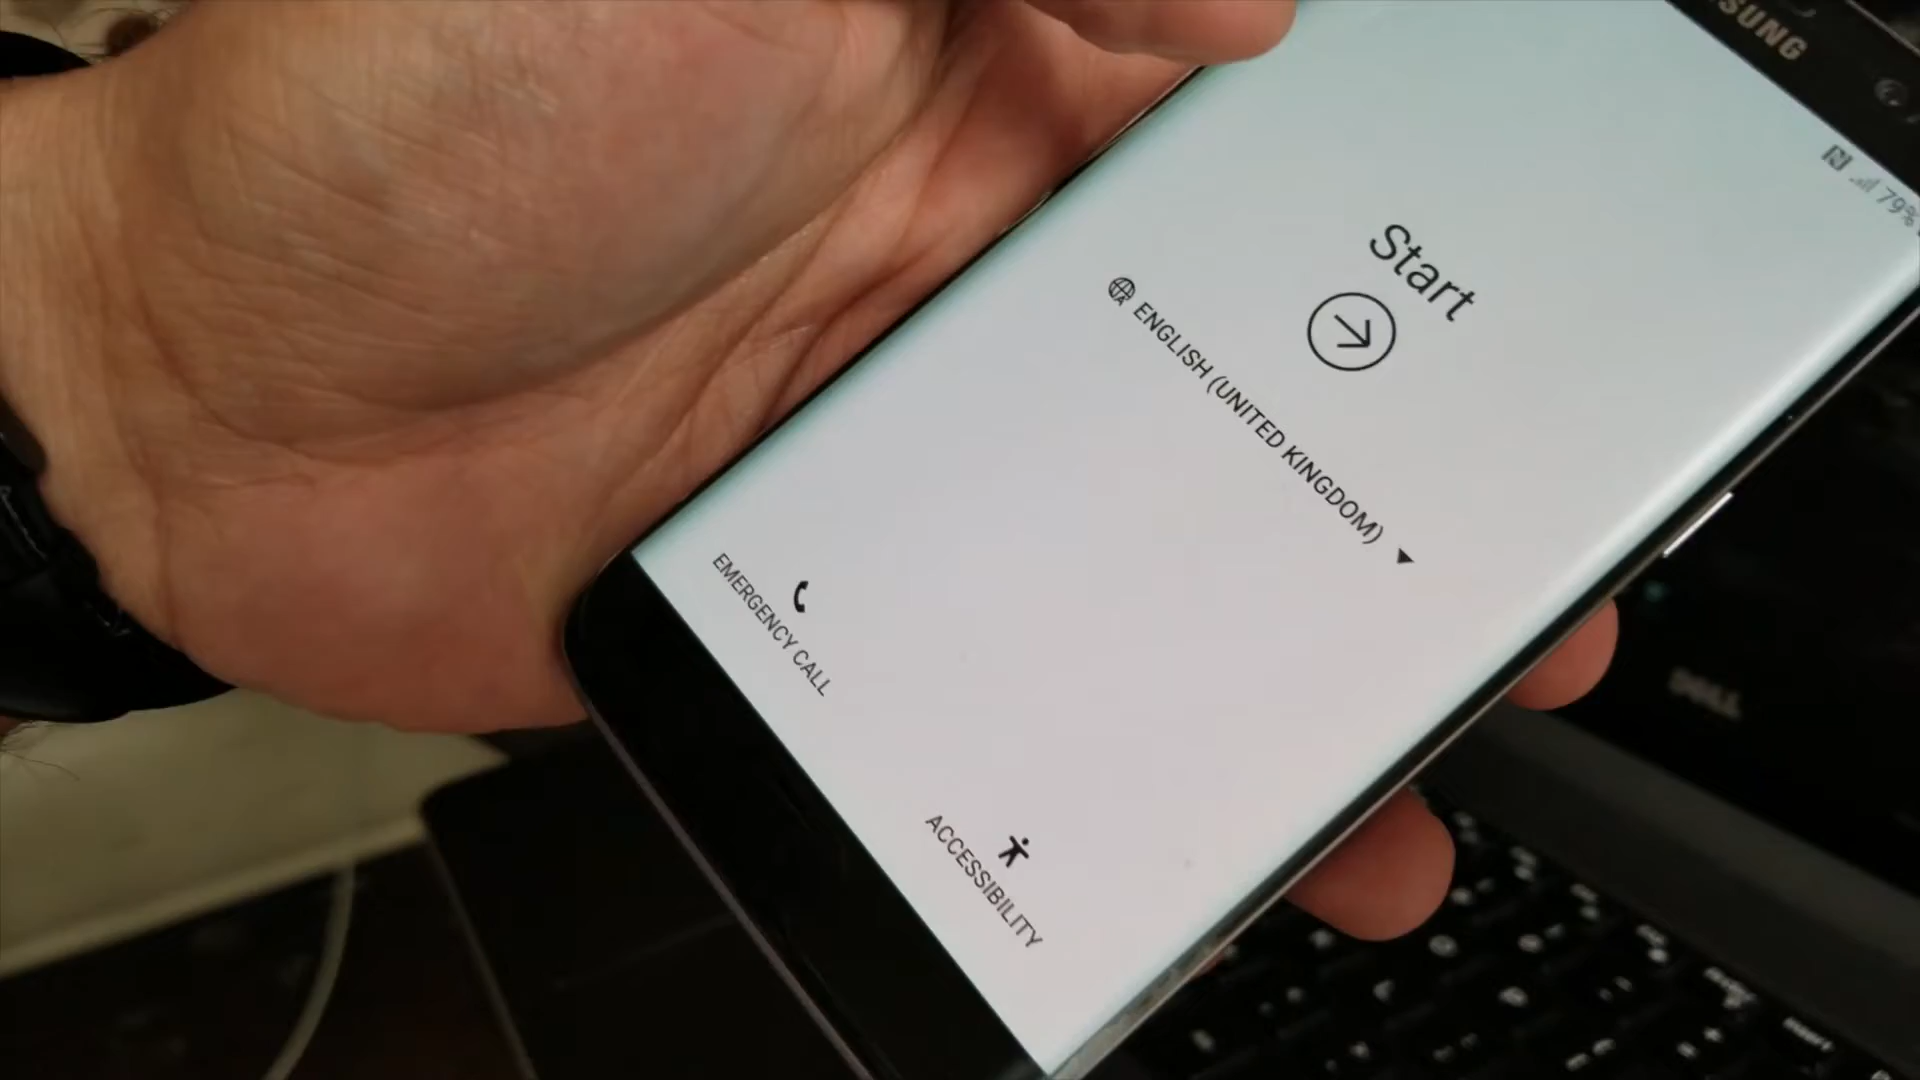 SUNG
79%
Start
ENGLISH (UNITED KINGDOM)
EMERGENCY CALL
ACCESSIBILITY
DELL